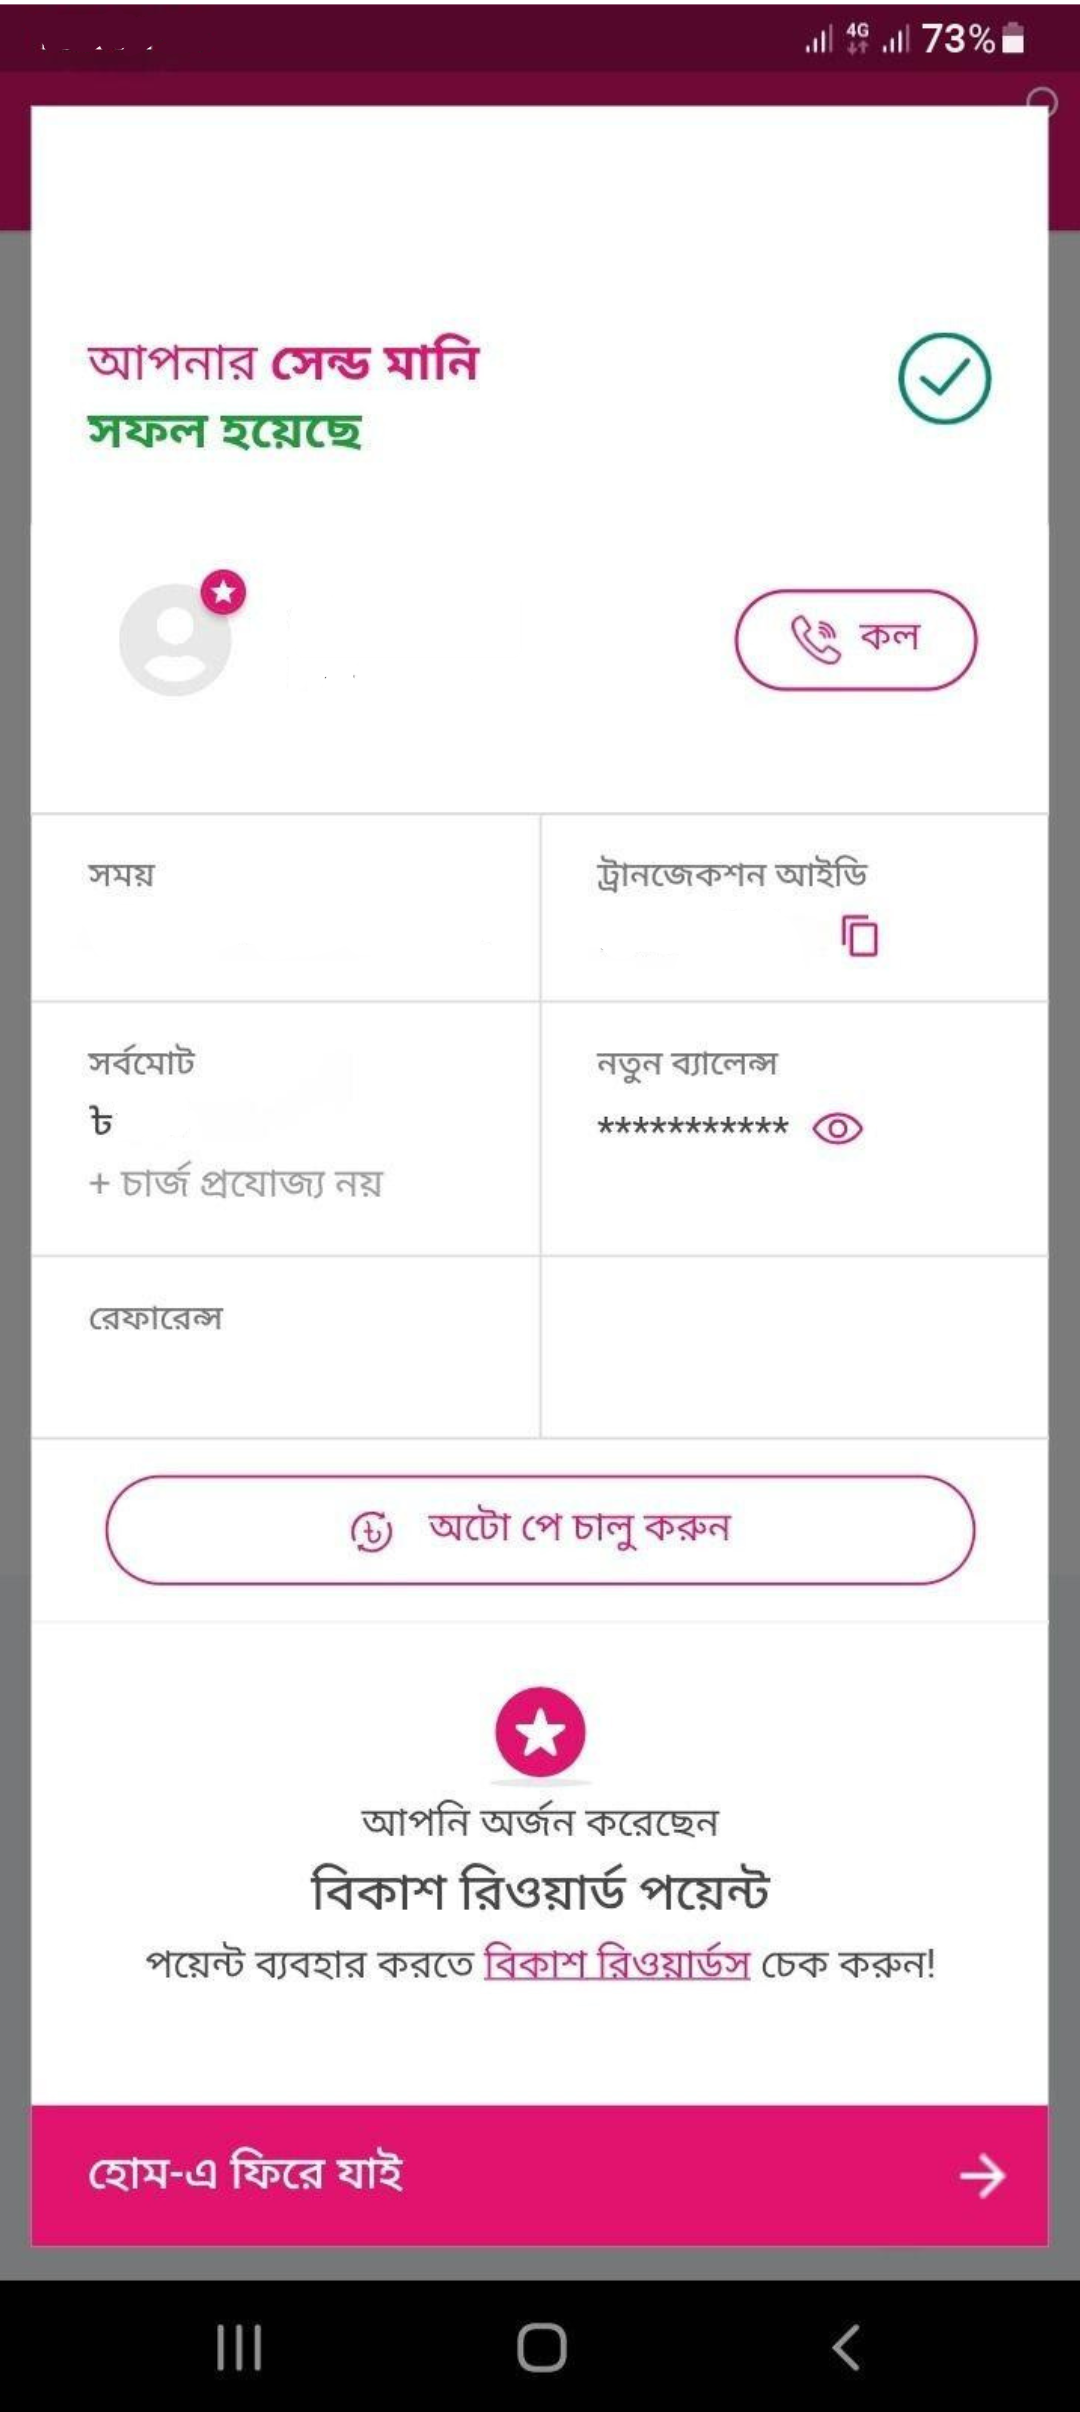 4G 73%
আপনার সেন্ড মানি
সফল হয়েছে
কল
সময়
ট্রানজেকশন আইডি
সর্বমোট
৳
+ চার্জ প্রযোজ্য নয়
নতুন ব্যালেন্স
***********
রেফারেন্স
অটো পে চালু করুন
আপনি অর্জন করেছেন
বিকাশ রিওয়ার্ড পয়েন্ট
পয়েন্ট ব্যবহার করতে বিকাশ রিওয়ার্ডস চেক করুন!
হোম-এ ফিরে যাই